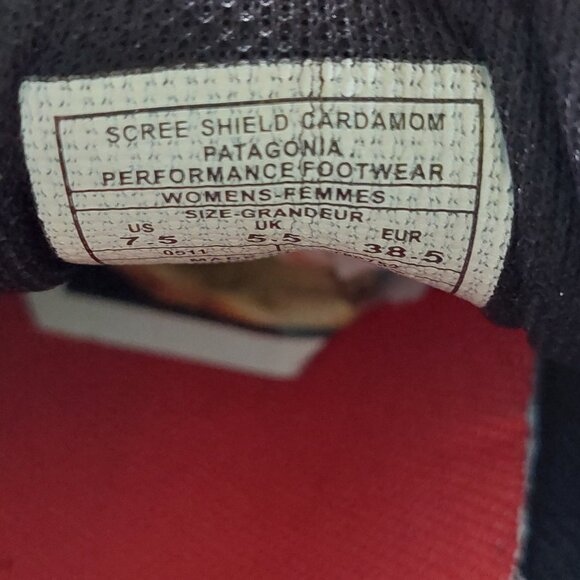 SCREE SHIELD CARDAMOM
PATAGONIA
PERFORMANCE FOOTWEAR
WOMENS-FEMMES
SIZE-GRANDEUR
US UK EUR
7.5 5.5 38.5
0511